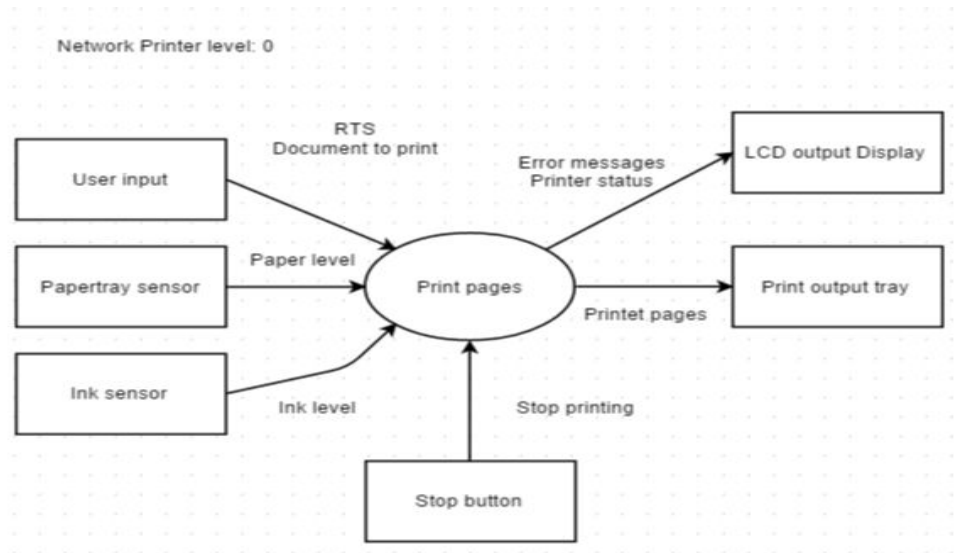 Network Printer level: 0
RTS
Document to print
User input
Error messages
Printer status
LCD output Display
Papertray sensor
Paper level
Print pages
Printet pages
Print output tray
Ink sensor
Ink level
Stop printing
Stop button